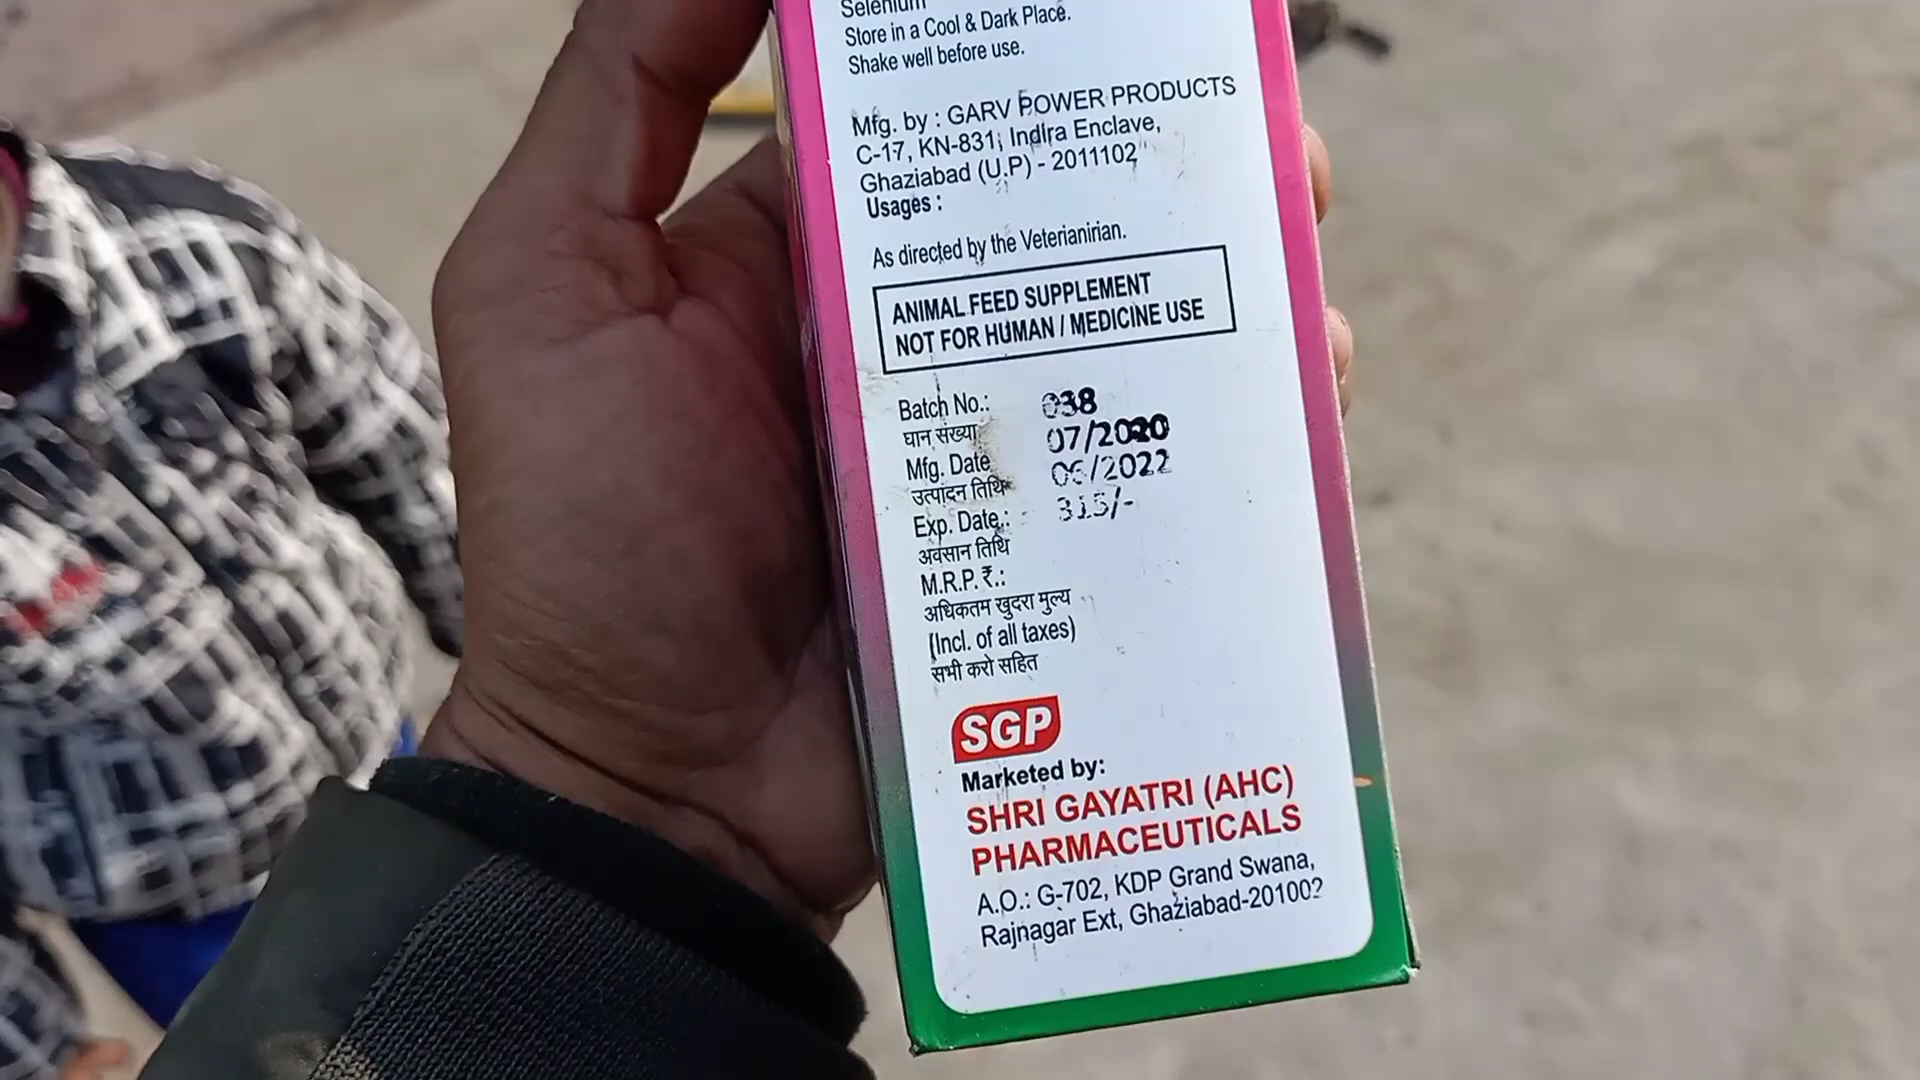 Selenium
Store in a Cool & Dark Place.
Shake well before use.
Mfg. by : GARV POWER PRODUCTS
C-17, KN-831, Indira Enclave,
Ghaziabad (U.P) - 2011102
Usages :
As directed by the Veterianirian.
ANIMAL FEED SUPPLEMENT
NOT FOR HUMAN / MEDICINE USE
Batch No.: 038
घान संख्या 07/2020
Mfg. Date 06/2022
उत्पादन तिथि 315/-
Exp. Date.:
अवसान तिथि
M.R.P. ₹.:
अधिकतम खुदरा मुल्य
(Incl. of all taxes)
सभी करो सहित
SGP
Marketed by:
SHRI GAYATRI (AHC)
PHARMACEUTICALS
A.O.: G-702, KDP Grand Swana,
Rajnagar Ext, Ghaziabad-201002